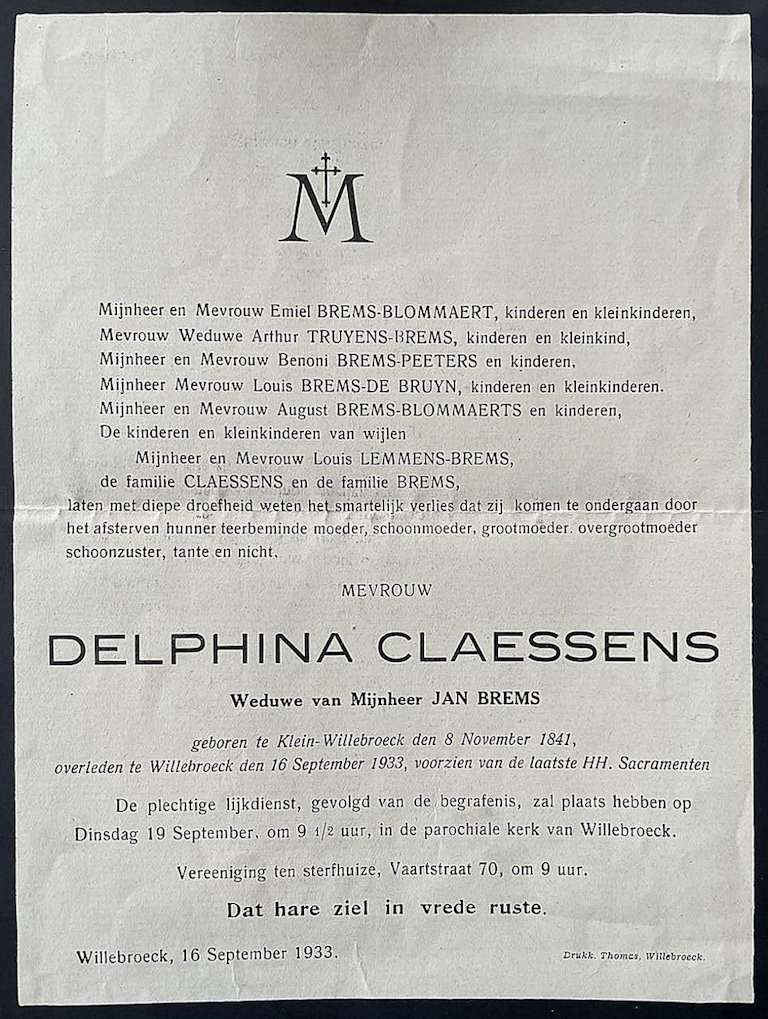 M
Mijnheer en Mevrouw Emiel BREMS-BLOMMAERT, kinderen en kleinkinderen,
Mevrouw Weduwe Arthur TRUYENS-BREMS, kinderen en kleinkind,
Mijnheer en Mevrouw Benoni BREMS-PEETERS en kinderen,
Mijnheer Mevrouw Louis BREMS-DE BRUYN, kinderen en kleinkinderen.
Mijnheer en Mevrouw August BREMS-BLOMMAERTS en kinderen,
De kinderen en kleinkinderen van wijlen
Mijnheer en Mevrouw Louis LEMMENS-BREMS,
de familie CLAESSENS en de familie BREMS,
laten met diepe droefheid weten het smartelijk verlies dat zij komen te ondergaan door
het afsterven hunner teerbeminde moeder, schoonmoeder, grootmoeder. overgrootmoeder
schoonzuster, tante en nicht,
MEVROUW
DELPHINA CLAESSENS
Weduwe van Mijnheer JAN BREMS
geboren te Klein-Willebroeck den 8 November 1841,
overleden te Willebroeck den 16 September 1933, voorzien van de laatste HH. Sacramenten
De plechtige lijkdienst, gevolgd van de begrafenis, zal plaats hebben op
Dinsdag 19 September, om 9 1/2 uur, in de parochiale kerk van Willebroeck.
Vereeniging ten sterfhuize, Vaartstraat 70, om 9 uur.
Dat hare ziel in vrede ruste.
Willebroeck, 16 September 1933.
Drukk. Thomas, Willebroeck.